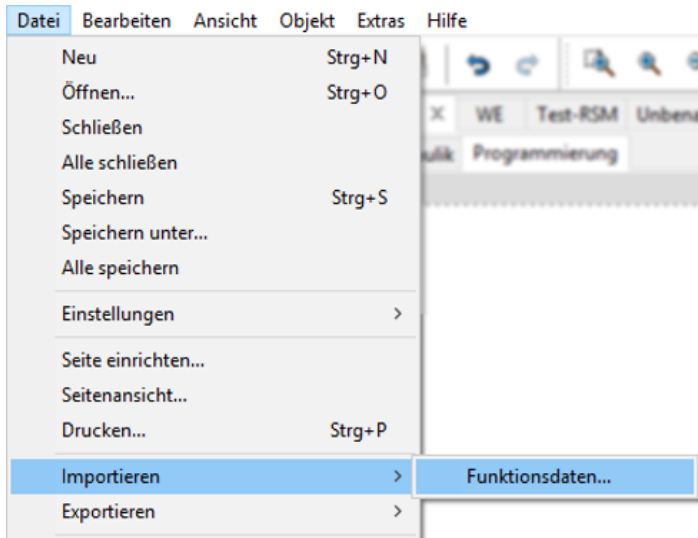 Datei Bearbeiten Ansicht Objekt Extras Hilfe
Neu Strg+N
Öffnen... Strg+O
Schließen
WE Test-RSM
Alle schließen
Programmierung
Speichern Strg+S
Speichern unter...
Alle speichern
Einstellungen
Seite einrichten...
Seitenansicht...
Drucken... Strg+P
Importieren
Funktionsdaten...
Exportieren